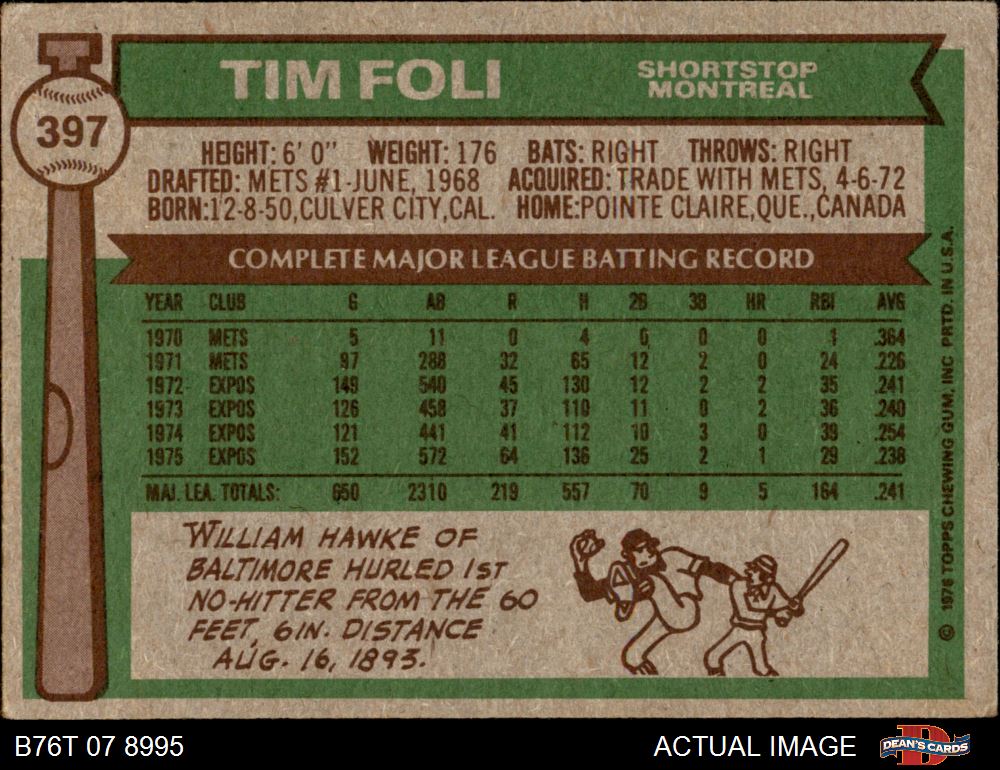 397
TIM FOLI
SHORTSTOP
MONTREAL
HEIGHT: 6' 0" WEIGHT: 176 BATS: RIGHT THROWS: RIGHT
DRAFTED: METS #1-JUNE, 1968 ACQUIRED: TRADE WITH METS, 4-6-72
BORN:12-8-50,CULVER CITY,CAL. HOME:POINTE CLAIRE,QUE.,CANADA
COMPLETE MAJOR LEAGUE BATTING RECORD
YEAR CLUB G AB R H 2B 3B HR RBI AVG
1970 METS 5 11 0 4 0 0 0 1 .364
1971 METS 97 288 32 65 12 2 0 24 .226
1972 EXPOS 149 540 45 130 12 2 2 35 .241
1973 EXPOS 126 458 37 110 11 0 2 36 .240
1974 EXPOS 121 441 41 112 10 3 0 39 .254
1975 EXPOS 152 572 64 136 25 2 1 29 .238
MAJ. LEA. TOTALS: 650 2310 219 557 70 9 5 164 .241
WILLIAM HAWKE OF
BALTIMORE HURLED 1ST
NO-HITTER FROM THE 60
FEET, 6IN. DISTANCE
AUG. 16, 1893.
© 1976 TOPPS CHEWING GUM, INC PRTD. IN U.S.A.
B76T 07 8995
ACTUAL IMAGE
DEAN'S CARDS